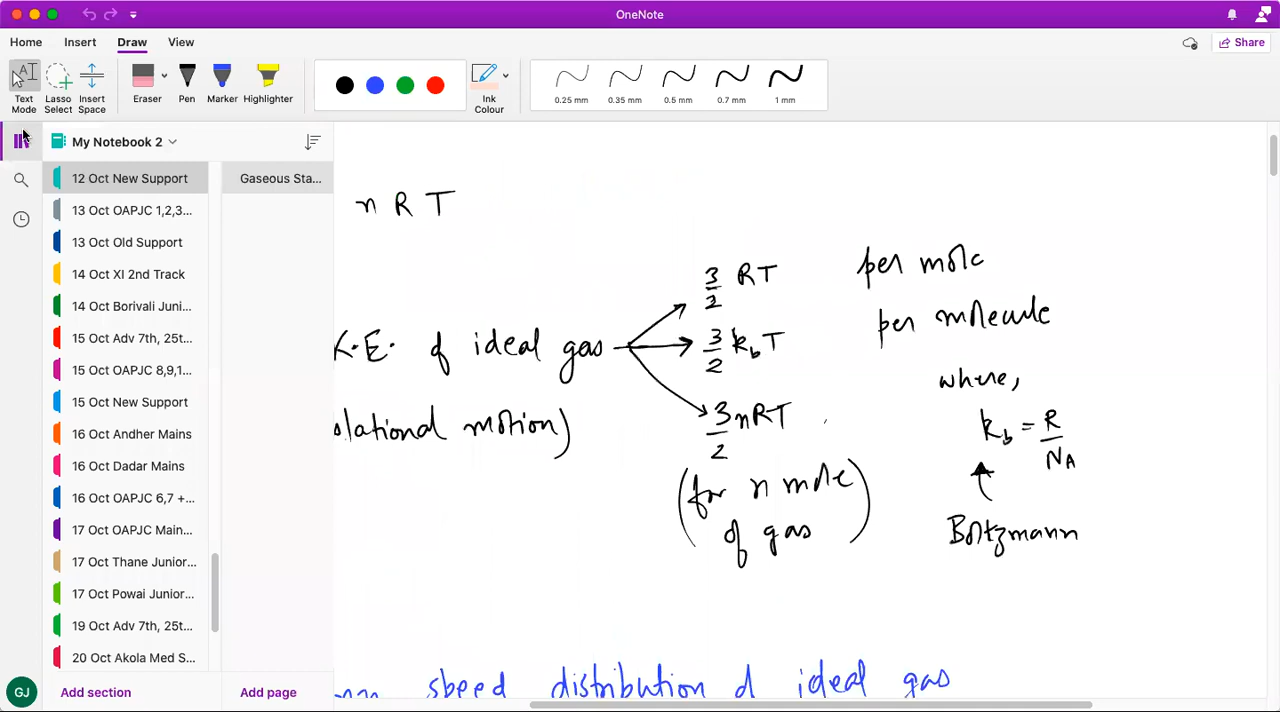 OneNote
Home Insert Draw View
Share
Text Mode
Lasso Select
Insert Space
Eraser
Pen
Marker
Highlighter
Ink Colour
0.25 mm
0.35 mm
0.5 mm
0.7 mm
1 mm
My Notebook 2
12 Oct New Support
13 Oct OAPJC 1,2,3...
13 Oct Old Support
14 Oct XI 2nd Track
14 Oct Borivali Juni...
15 Oct Adv 7th, 25t...
15 Oct OAPJC 8,9,1...
15 Oct New Support
16 Oct Andher Mains
16 Oct Dadar Mains
16 Oct OAPJC 6,7 +...
17 Oct OAPJC Main...
17 Oct Thane Junior...
17 Oct Powai Junior...
19 Oct Adv 7th, 25t...
20 Oct Akola Med S...
GJ
Add section
Gaseous Sta...
Add page
n R T
3/2 RT per mole
K.E. of ideal gas 3/2 k_b T per molecule
lational motion) 3/2 nRT
(for n mole
of gas)
where,
k_b = R/N_A
Boltzmann
speed distribution of ideal gas